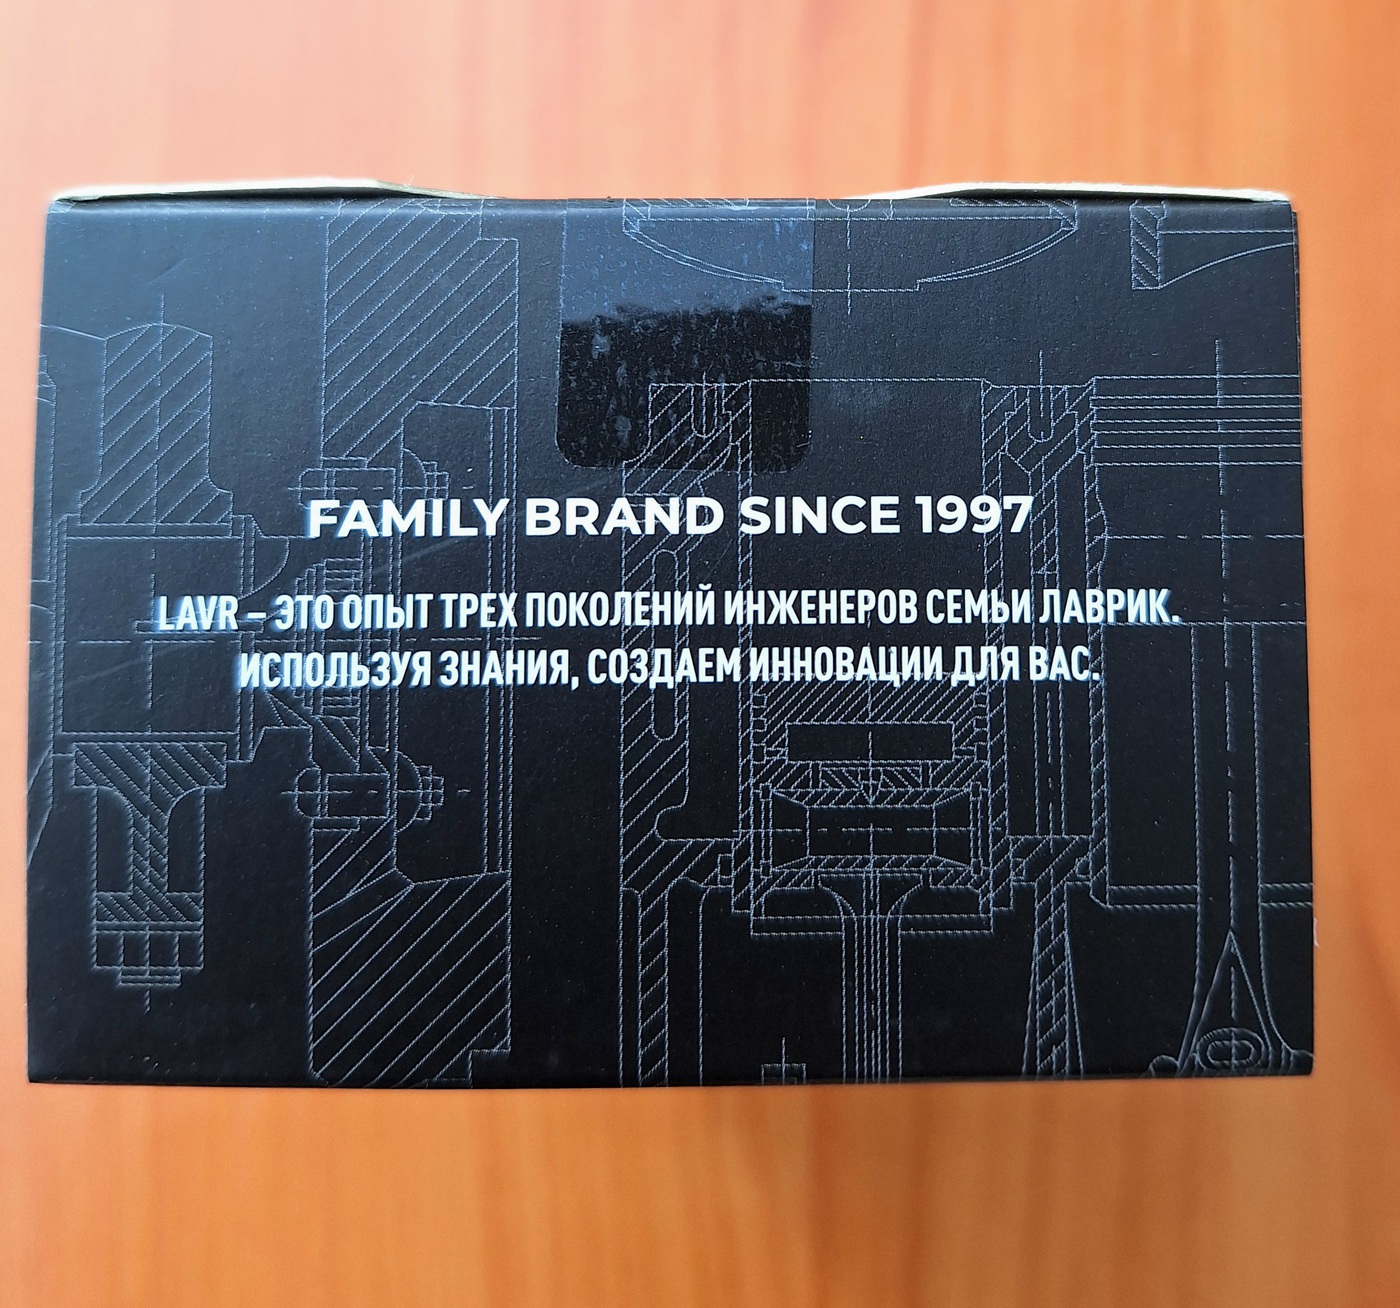 FAMILY BRAND SINCE 1997
LAVR – ЭТО ОПЫТ ТРЕХ ПОКОЛЕНИЙ ИНЖЕНЕРОВ СЕМЬИ ЛАВРИК.
ИСПОЛЬЗУЯ ЗНАНИЯ, СОЗДАЕМ ИННОВАЦИИ ДЛЯ ВАС.